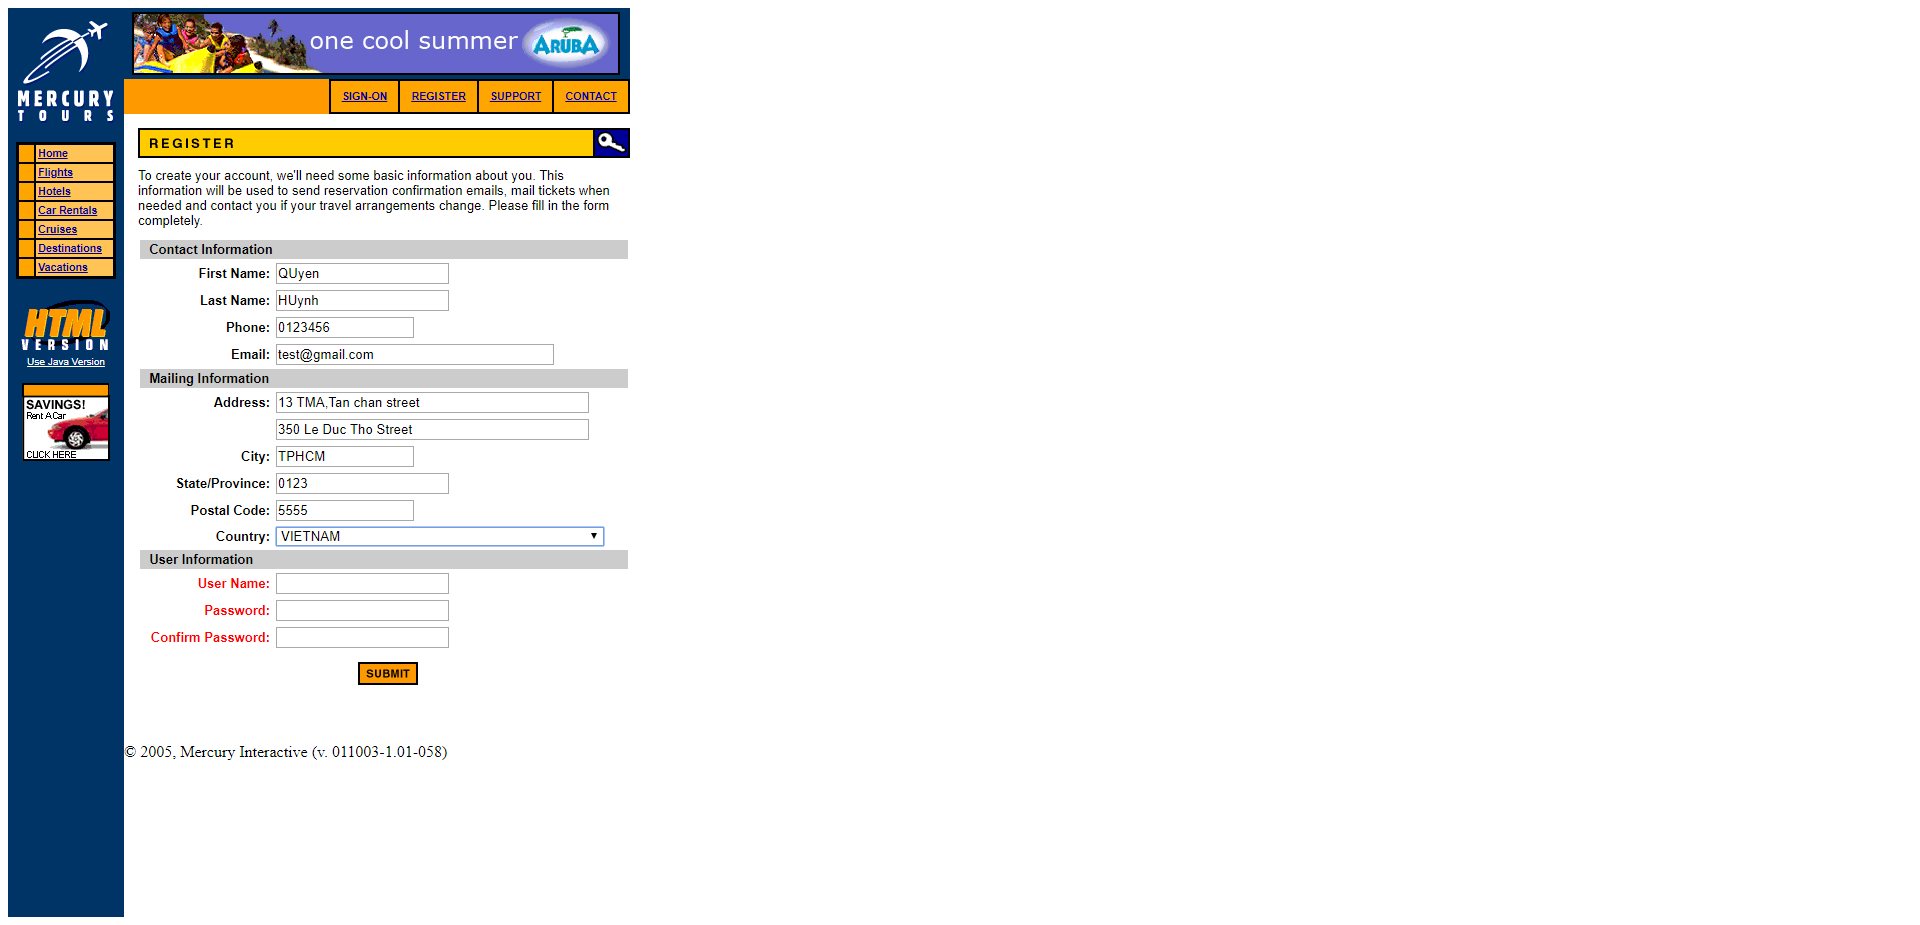 MERCURY
TOURS
one cool summer
ARUBA
SIGN-ON
REGISTER
SUPPORT
CONTACT
Home
Flights
Hotels
Car Rentals
Cruises
Destinations
Vacations
HTML
VERSION
Use Java Version
SAVINGS!
Rent A Car
CLICK HERE
REGISTER
To create your account, we'll need some basic information about you. This
information will be used to send reservation confirmation emails, mail tickets when
needed and contact you if your travel arrangements change. Please fill in the form
completely.
Contact Information
First Name: QUyen
Last Name: HUynh
Phone: 0123456
Email: test@gmail.com
Mailing Information
Address: 13 TMA,Tan chan street
350 Le Duc Tho Street
City: TPHCM
State/Province: 0123
Postal Code: 5555
Country: VIETNAM
User Information
User Name:
Password:
Confirm Password:
SUBMIT
© 2005, Mercury Interactive (v. 011003-1.01-058)